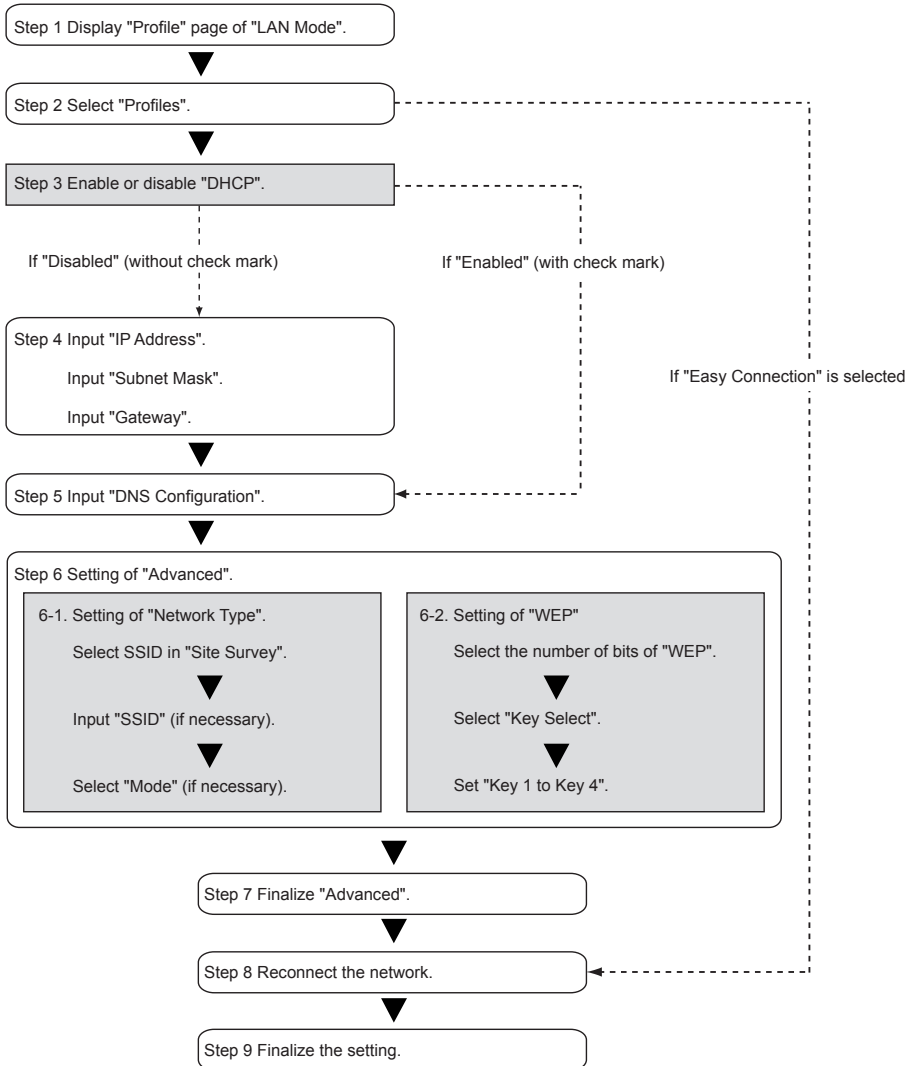 Step 1 Display "Profile" page of "LAN Mode".
Step 2 Select "Profiles".
Step 3 Enable or disable "DHCP".
If "Disabled" (without check mark)
If "Enabled" (with check mark)
Step 4 Input "IP Address".
Input "Subnet Mask".
Input "Gateway".
If "Easy Connection" is selected
Step 5 Input "DNS Configuration".
Step 6 Setting of "Advanced".
6-1. Setting of "Network Type".
Select SSID in "Site Survey".
Input "SSID" (if necessary).
Select "Mode" (if necessary).
6-2. Setting of "WEP"
Select the number of bits of "WEP".
Select "Key Select".
Set "Key 1 to Key 4".
Step 7 Finalize "Advanced".
Step 8 Reconnect the network.
Step 9 Finalize the setting.